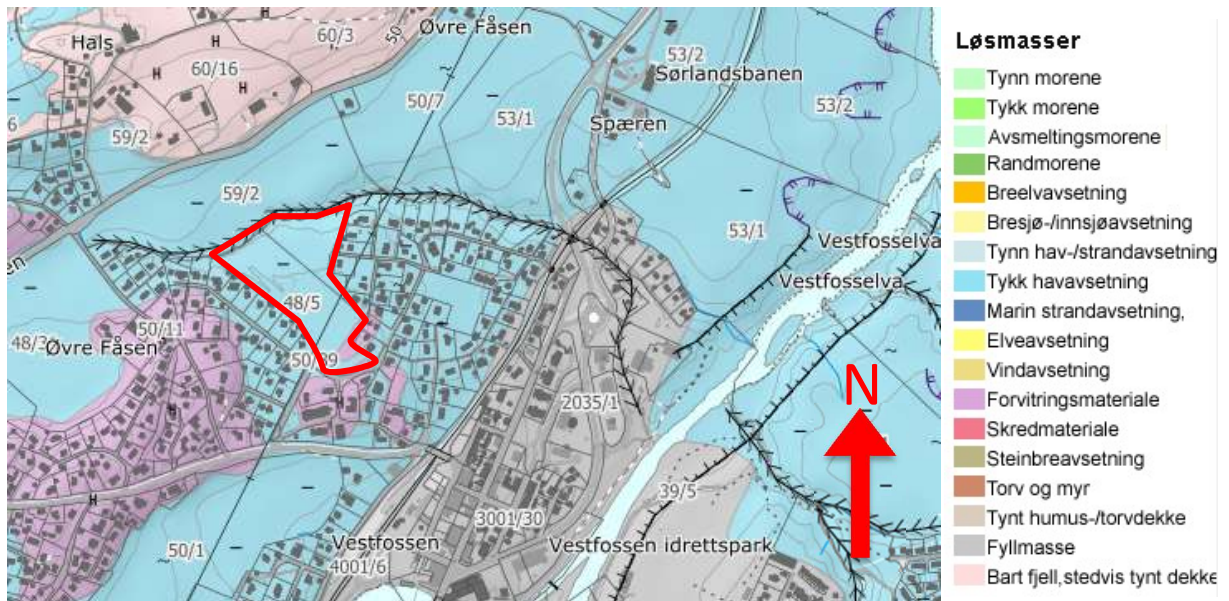 Hals
60/3
50
Øvre Fåsen
53/2
Sørlandsbanen
60/16
50/7
53/1
53/2
Spæren
59/2
6
59/2
53/1
Vestfosselva
Vestfosselva
en
48/5
50/11
48/3
Øvre Fåsen
50/39
N
2035/1
39/5
3001/30
50/1
Vestfossen
4001/6
Vestfossen idrettspark
H
H
H
H
H
H
H
Løsmasser
Tynn morene
Tykk morene
Avsmeltingsmorene
Randmorene
Breelvavsetning
Bresjø-/innsjøavsetning
Tynn hav-/strandavsetning
Tykk havavsetning
Marin strandavsetning,
Elveavsetning
Vindavsetning
Forvitringsmateriale
Skredmateriale
Steinbreavsetning
Torv og myr
Tynt humus-/torvdekke
Fyllmasse
Bart fjell,stedvis tynt dekke